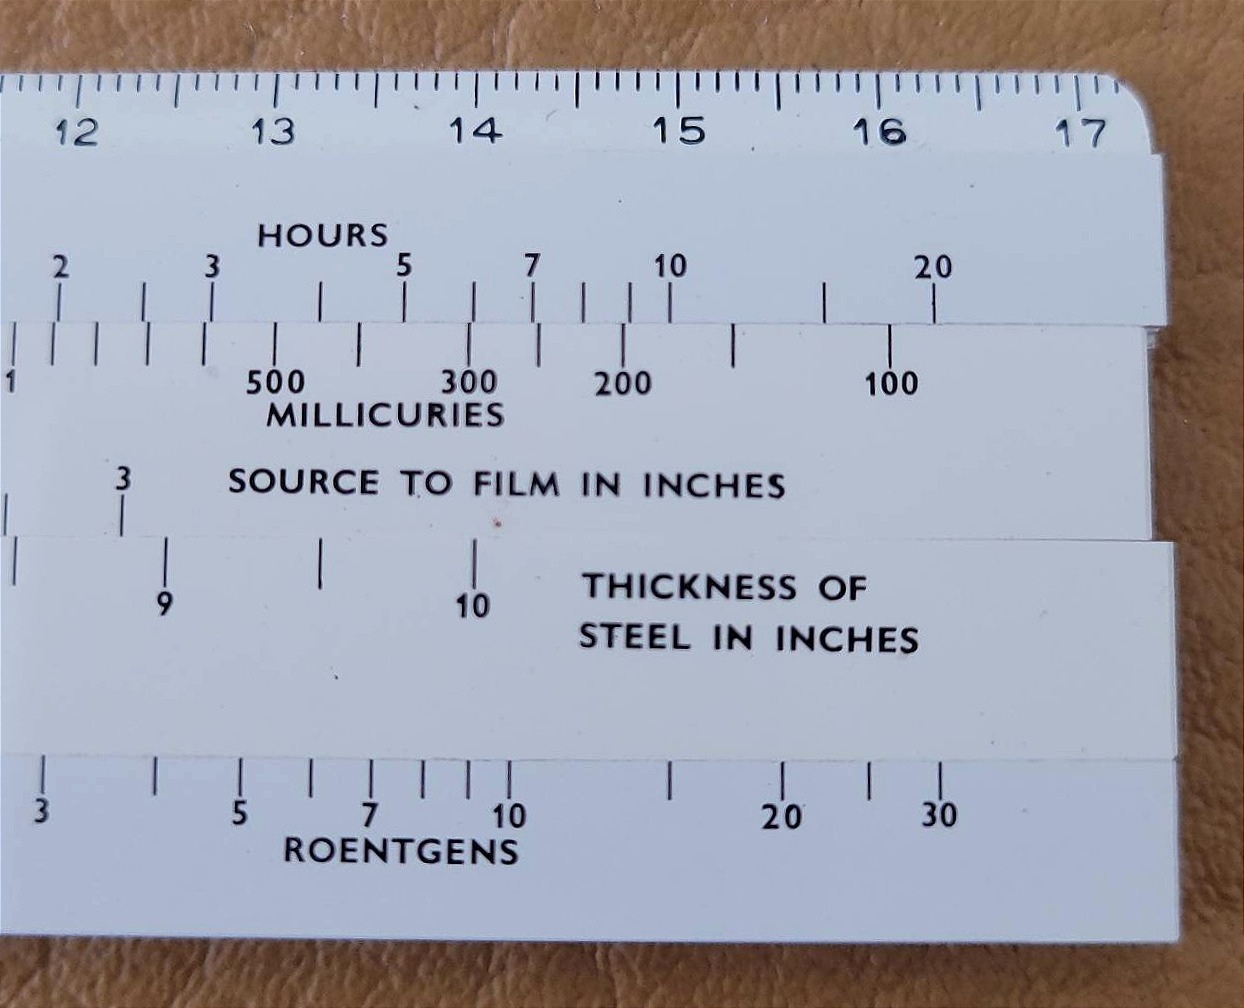 12 13 14 15 16 17
HOURS
2 3 5 7 10 20
1 500 300 200 100
MILLICURIES
3 SOURCE TO FILM IN INCHES
9 10
THICKNESS OF
STEEL IN INCHES
3 5 7 10 20 30
ROENTGENS